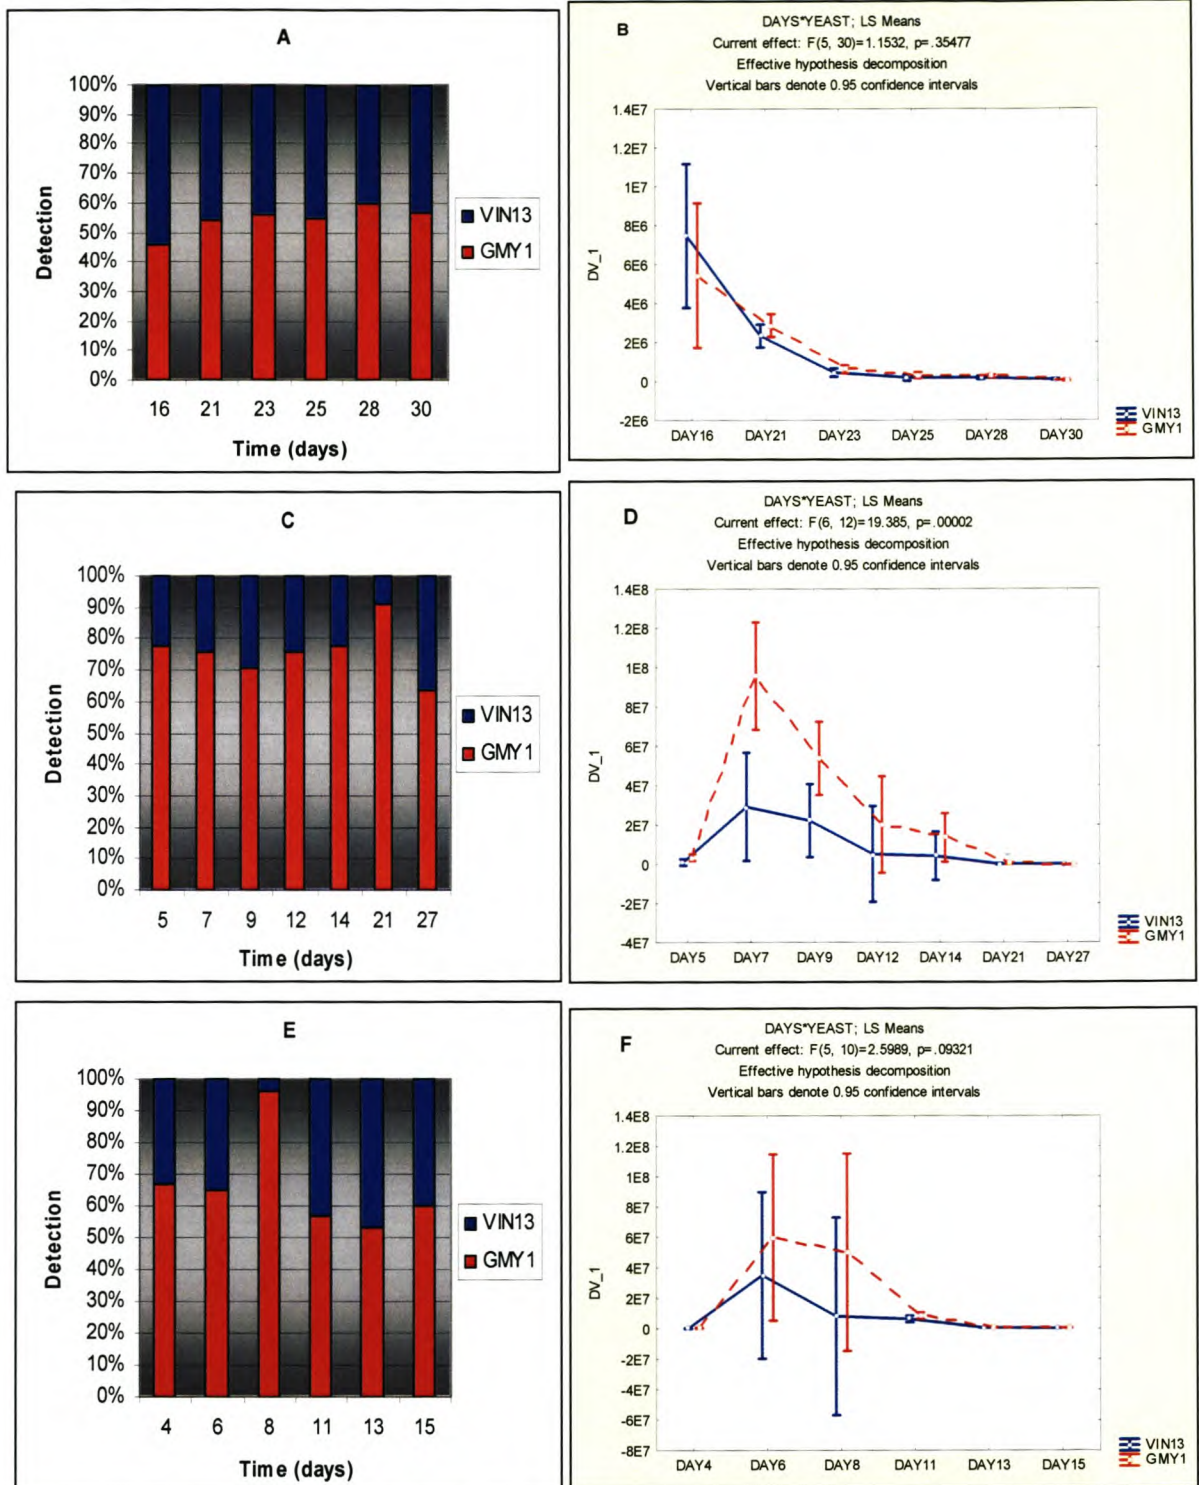 A
100%
90%
80%
70%
60%
50%
40%
30%
20%
10%
0%
Detection
16 21 23 25 28 30
Time (days)
VIN13
GMY1
B
DAYS*YEAST; LS Means
Current effect: F(5, 30)=1.1532, p=.35477
Effective hypothesis decomposition
Vertical bars denote 0.95 confidence intervals
1.4E7
1.2E7
1E7
8E6
6E6
4E6
2E6
0
-2E6
DV_1
DAY16 DAY21 DAY23 DAY25 DAY28 DAY30
VIN13
GMY1
C
100%
90%
80%
70%
60%
50%
40%
30%
20%
10%
0%
Detection
5 7 9 12 14 21 27
Time (days)
VIN13
GMY1
D
DAYS*YEAST; LS Means
Current effect: F(6, 12)=19.385, p=.00002
Effective hypothesis decomposition
Vertical bars denote 0.95 confidence intervals
1.4E8
1.2E8
1E8
8E7
6E7
4E7
2E7
0
-2E7
-4E7
DV_1
DAY5 DAY7 DAY9 DAY12 DAY14 DAY21 DAY27
VIN13
GMY1
E
100%
90%
80%
70%
60%
50%
40%
30%
20%
10%
0%
Detection
4 6 8 11 13 15
Time (days)
VIN13
GMY1
F
DAYS*YEAST; LS Means
Current effect: F(5, 10)=2.5989, p=.09321
Effective hypothesis decomposition
Vertical bars denote 0.95 confidence intervals
1.4E8
1.2E8
1E8
8E7
6E7
4E7
2E7
0
-2E7
-4E7
-6E7
-8E7
DV_1
DAY4 DAY6 DAY8 DAY11 DAY13 DAY15
VIN13
GMY1